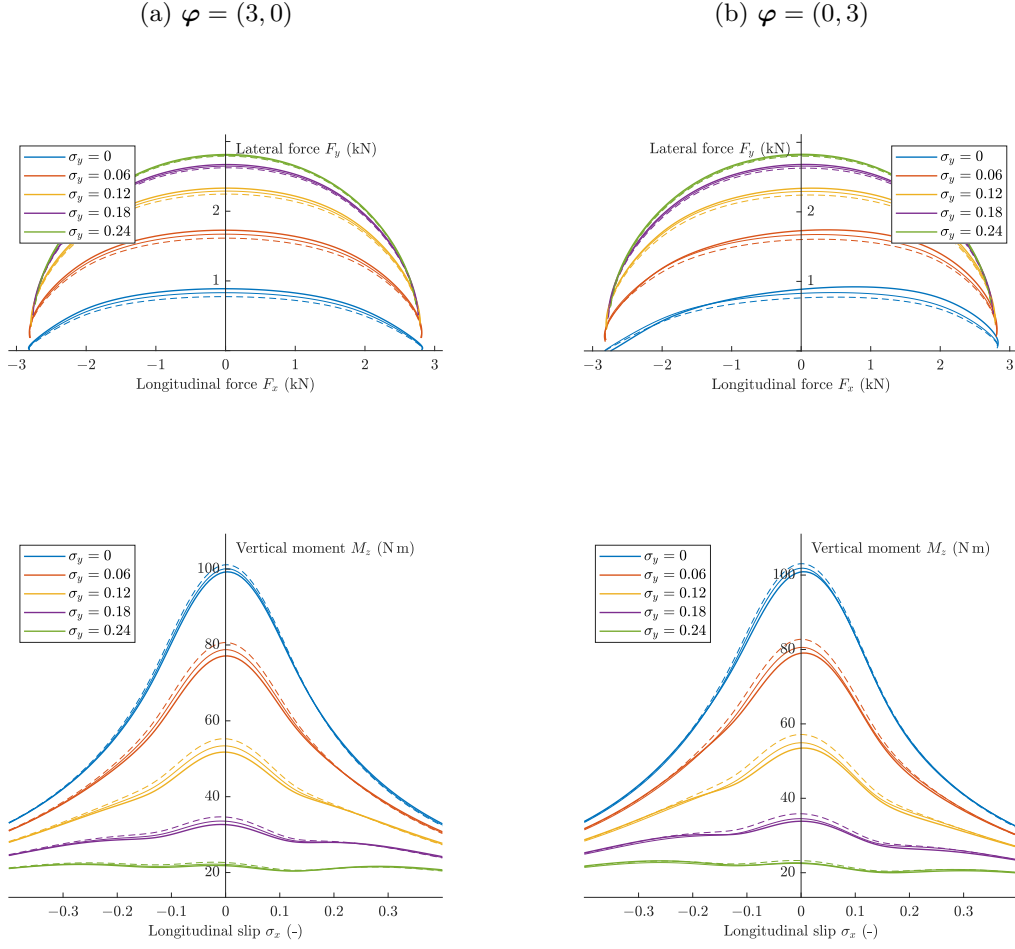 (a) φ = (3, 0)
(b) φ = (0, 3)
Lateral force F_y (kN)
σ_y = 0
σ_y = 0.06
σ_y = 0.12
σ_y = 0.18
σ_y = 0.24
2
1
−3 −2 −1 0 1 2 3
Longitudinal force F_x (kN)
Lateral force F_y (kN)
σ_y = 0
σ_y = 0.06
σ_y = 0.12
σ_y = 0.18
σ_y = 0.24
2
1
−3 −2 −1 0 1 2 3
Longitudinal force F_x (kN)
Vertical moment M_z (N m)
σ_y = 0
σ_y = 0.06
σ_y = 0.12
σ_y = 0.18
σ_y = 0.24
100
80
60
40
20
−0.3 −0.2 −0.1 0 0.1 0.2 0.3
Longitudinal slip σ_x (-)
Vertical moment M_z (N m)
σ_y = 0
σ_y = 0.06
σ_y = 0.12
σ_y = 0.18
σ_y = 0.24
100
80
60
40
20
−0.3 −0.2 −0.1 0 0.1 0.2 0.3 0.4
Longitudinal slip σ_x (-)